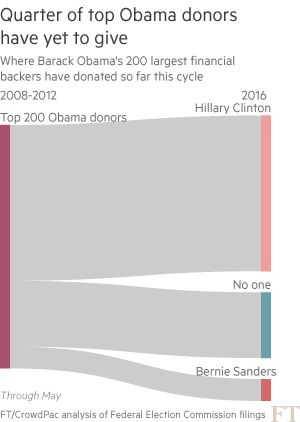 Quarter of top Obama donors
have yet to give
Where Barack Obama's 200 largest financial
backers have donated so far this cycle
2008-2012 2016
Hillary Clinton
Top 200 Obama donors
No one
Bernie Sanders
Through May
FT/CrowdPac analysis of Federal Election Commission filings FT